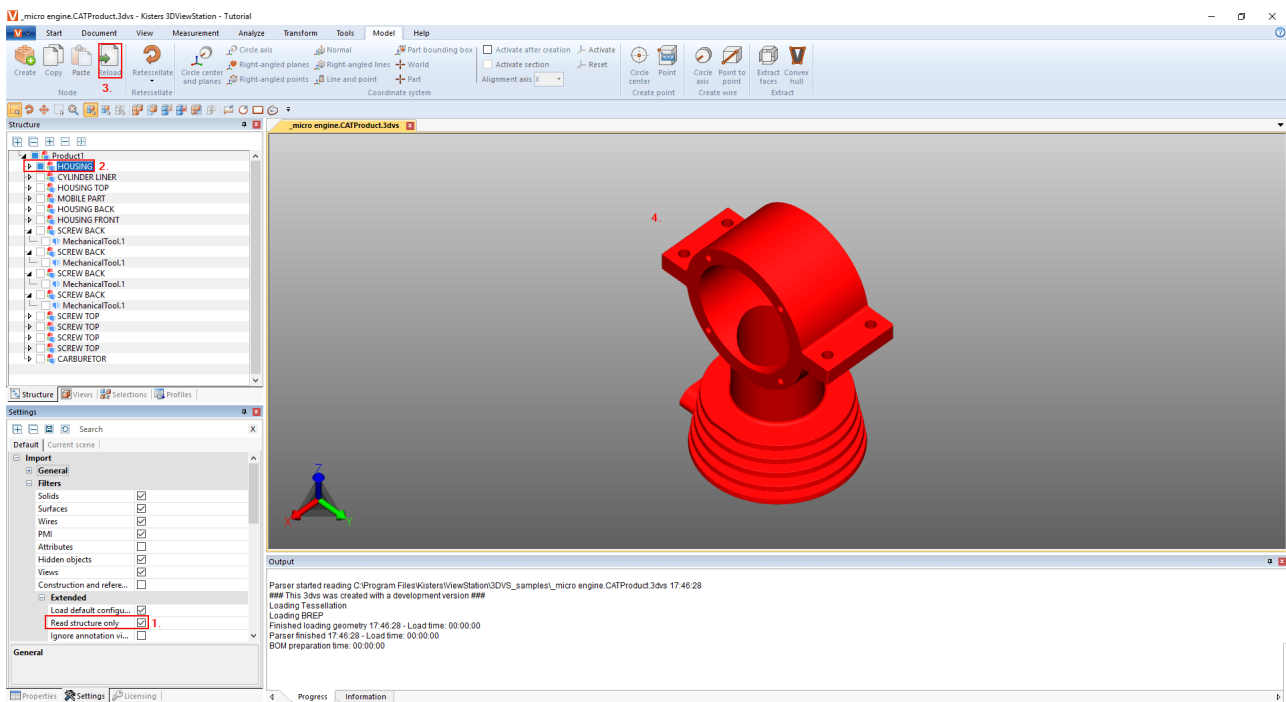 _micro engine.CATProduct.3dvs - Kisters 3DViewStation - Tutorial
Start Document View Measurement Analyze Transform Tools Model Help
Create Copy Paste Reload
Node
3.
Retessellate
Retessellate
Circle center and planes
Circle axis Normal Part bounding box
Right-angled planes Right-angled lines World
Right-angled points Line and point Part
Activate after creation Activate
Activate section Reset
Alignment axis X
Coordinate system
Circle center Point
Create point
Circle axis Point to point
Create wire
Extract faces Convex hull
Extract
Structure
_micro engine.CATProduct.3dvs
Product1
HOUSING 2.
CYLINDER LINER
HOUSING TOP
MOBILE PART
HOUSING BACK
HOUSING FRONT
SCREW BACK
MechanicalTool.1
SCREW BACK
MechanicalTool.1
SCREW BACK
MechanicalTool.1
SCREW BACK
MechanicalTool.1
SCREW TOP
SCREW TOP
SCREW TOP
SCREW TOP
CARBURETOR
Structure Views Selections Profiles
4.
Z
X Y
Settings
Search X
Default Current scene
Import
General
Filters
Solids
Surfaces
Wires
PMI
Attributes
Hidden objects
Views
Construction and refere...
Extended
Load default configu...
Read structure only 1.
Ignore annotation vi...
General
Properties Settings Licensing
Output
Parser started reading C:\Program Files\Kisters\ViewStation\3DVS_samples\_micro engine.CATProduct.3dvs 17:46:28
### This 3dvs was created with a development version ###
Loading Tessellation
Loading BREP
Finished loading geometry 17:46:28 - Load time: 00:00:00
Parser finished 17:46:28 - Load time: 00:00:00
BOM preparation time: 00:00:00
Progress Information